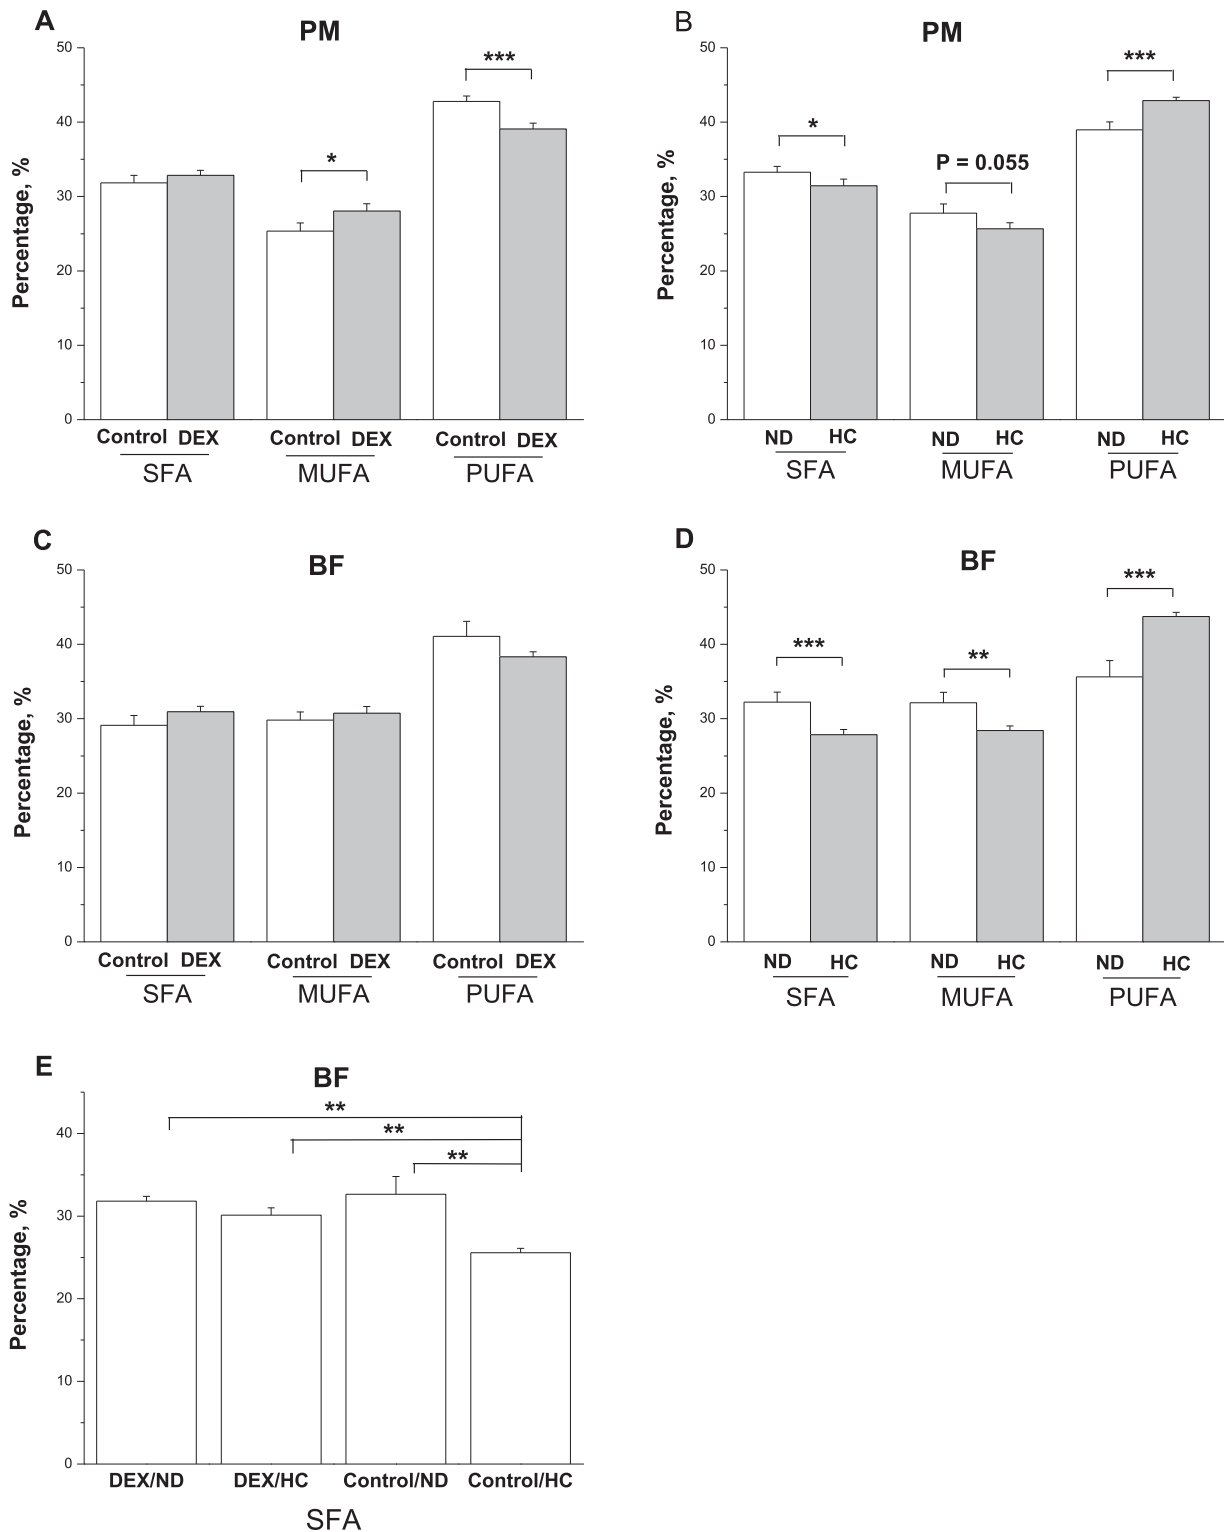 A
PM
50
40
30
20
10
0
Percentage, %
***
*
Control DEX Control DEX Control DEX
SFA MUFA PUFA
B
PM
50
40
30
20
10
0
Percentage, %
***
*
P = 0.055
ND HC ND HC ND HC
SFA MUFA PUFA
C
BF
50
40
30
20
10
0
Percentage, %
Control DEX Control DEX Control DEX
SFA MUFA PUFA
D
BF
50
40
30
20
10
0
Percentage, %
***
***
**
ND HC ND HC ND HC
SFA MUFA PUFA
E
BF
40
30
20
10
0
Percentage, %
**
**
**
DEX/ND DEX/HC Control/ND Control/HC
SFA